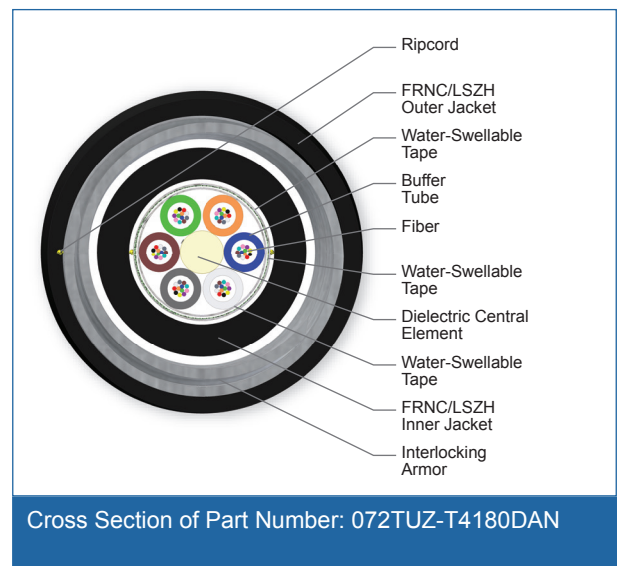 Ripcord
FRNC/LSZH
Outer Jacket
Water-Swellable
Tape
Buffer
Tube
Fiber
Water-Swellable
Tape
Dielectric Central
Element
Water-Swellable
Tape
FRNC/LSZH
Inner Jacket
Interlocking
Armor
Cross Section of Part Number: 072TUZ-T4180DAN